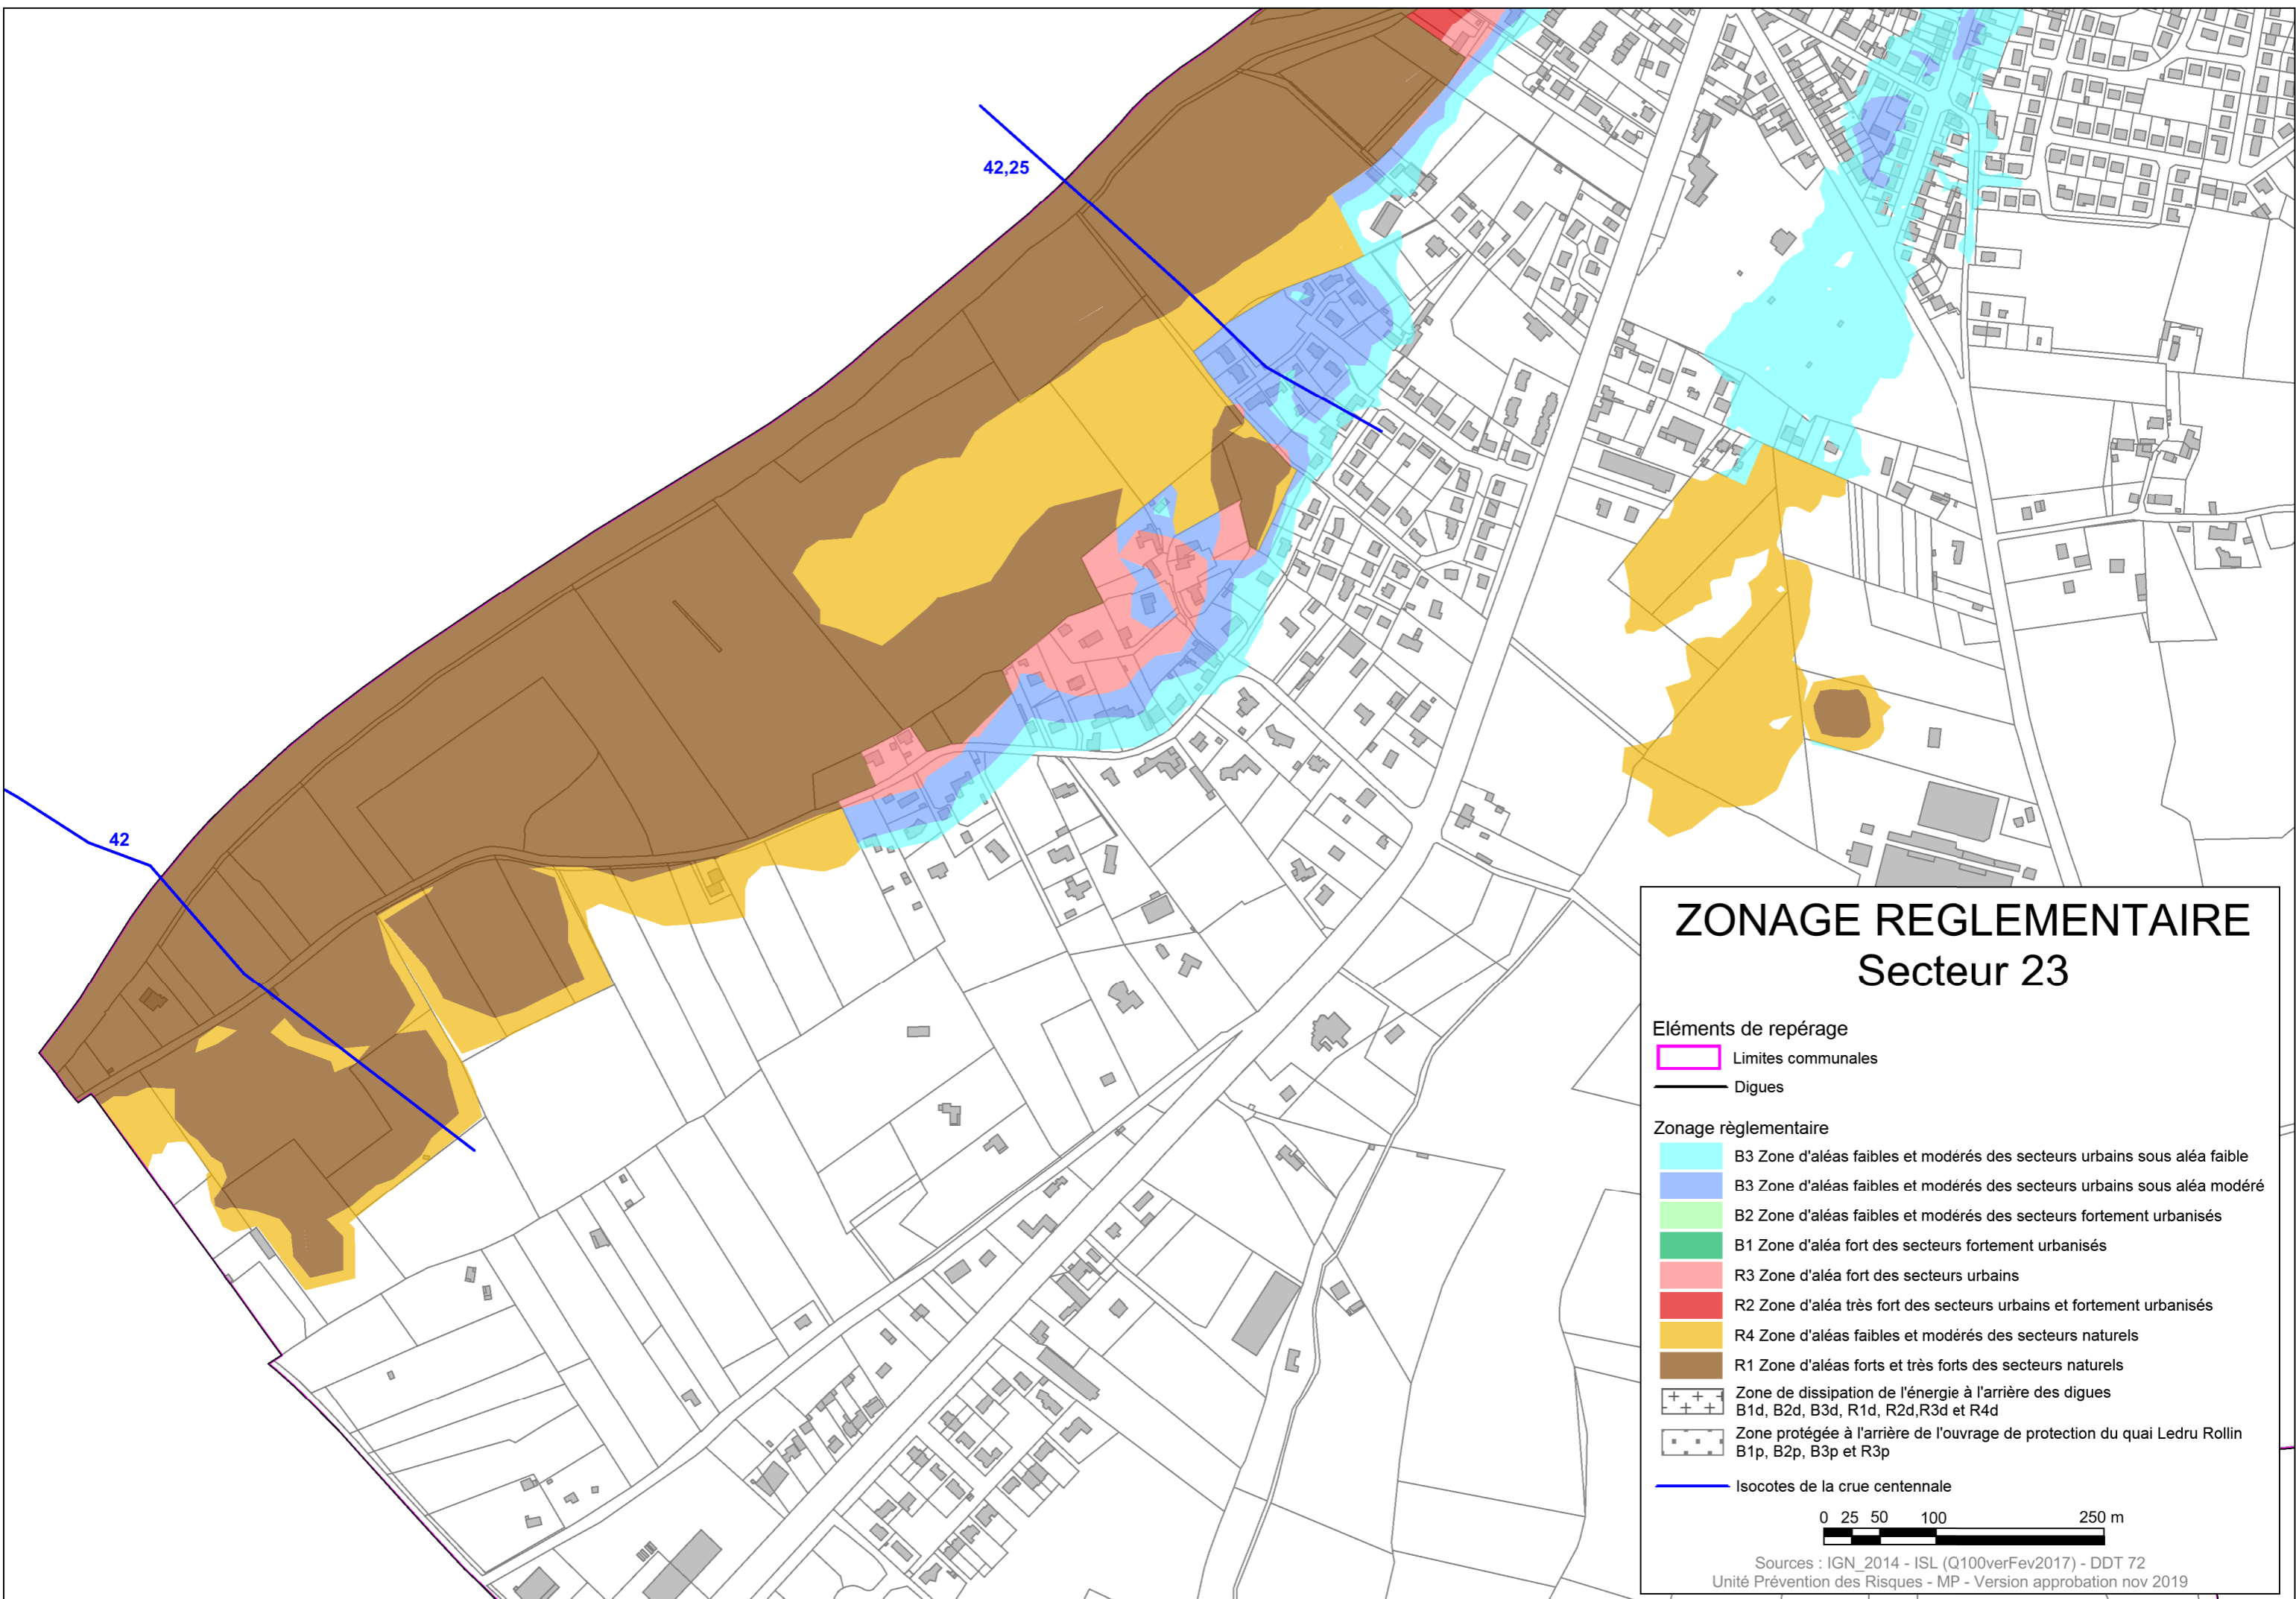 42,25
42
ZONAGE REGLEMENTAIRE
Secteur 23
Eléments de repérage
Limites communales
Digues
Zonage règlementaire
B3 Zone d'aléas faibles et modérés des secteurs urbains sous aléa faible
B3 Zone d'aléas faibles et modérés des secteurs urbains sous aléa modéré
B2 Zone d'aléas faibles et modérés des secteurs fortement urbanisés
B1 Zone d'aléa fort des secteurs fortement urbanisés
R3 Zone d'aléa fort des secteurs urbains
R2 Zone d'aléa très fort des secteurs urbains et fortement urbanisés
R4 Zone d'aléas faibles et modérés des secteurs naturels
R1 Zone d'aléas forts et très forts des secteurs naturels
Zone de dissipation de l'énergie à l'arrière des digues
B1d, B2d, B3d, R1d, R2d,R3d et R4d
Zone protégée à l'arrière de l'ouvrage de protection du quai Ledru Rollin
B1p, B2p, B3p et R3p
Isocotes de la crue centennale
0 25 50 100 250 m
Sources : IGN_2014 - ISL (Q100verFev2017) - DDT 72
Unité Prévention des Risques - MP - Version approbation nov 2019